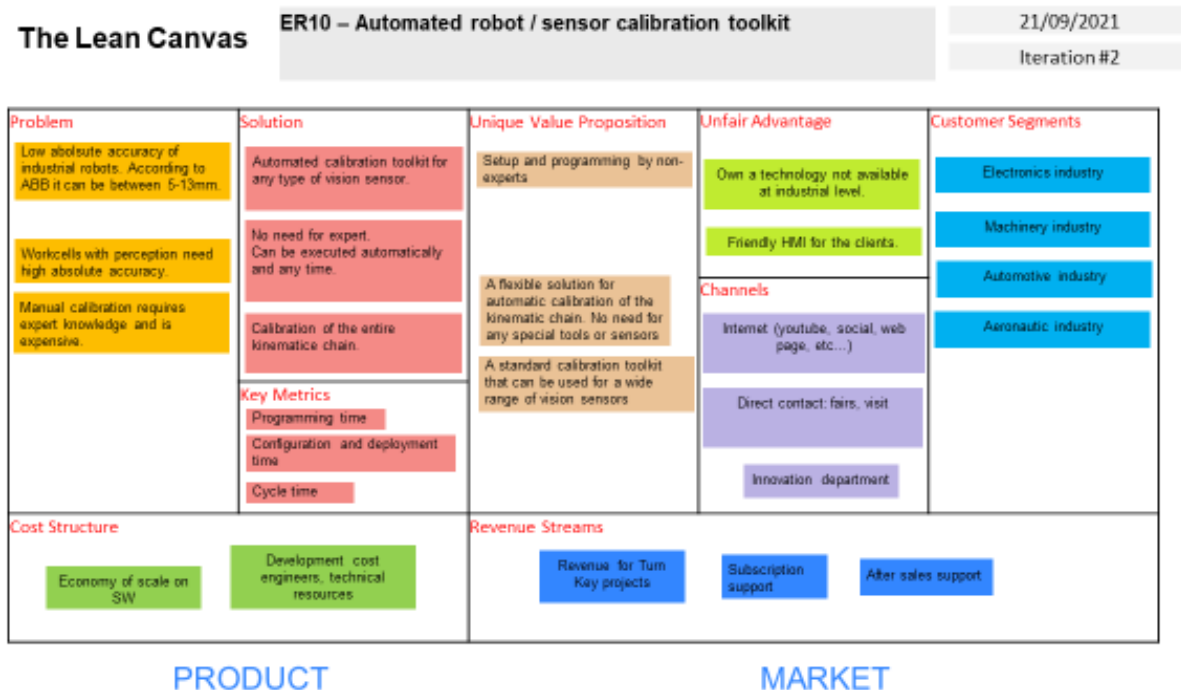 The Lean Canvas
ER10 – Automated robot / sensor calibration toolkit
21/09/2021
Iteration #2
Problem
Low abolsute accuracy of
industrial robots. According to
ABB it can be between 5-13mm.
Workcells with perception need
high absolute accuracy.
Manual calibration requires
expert knowledge and is
expensive.
Solution
Automated calibration toolkit for
any type of vision sensor.
No need for expert.
Can be executed automatically
and any time.
Calibration of the entire
kinematice chain.
Key Metrics
Programming time
Configuration and deployment
time
Cycle time
Unique Value Proposition
Setup and programming by non-
experts
A flexible solution for
automatic calibration of the
kinematic chain. No need for
any special tools or sensors
A standard calibration toolkit
that can be used for a wide
range of vision sensors
Unfair Advantage
Own a technology not available
at industrial level.
Friendly HMI for the clients.
Channels
Internet (youtube, social, web
page, etc...)
Direct contact: fairs, visit
Innovation department
Customer Segments
Electronics industry
Machinery industry
Automotive industry
Aeronautic industry
Cost Structure
Economy of scale on
SW
Development cost
engineers, technical
resources
Revenue Streams
Revenue for Turn
Key projects
Subscription
support
After sales support
PRODUCT
MARKET